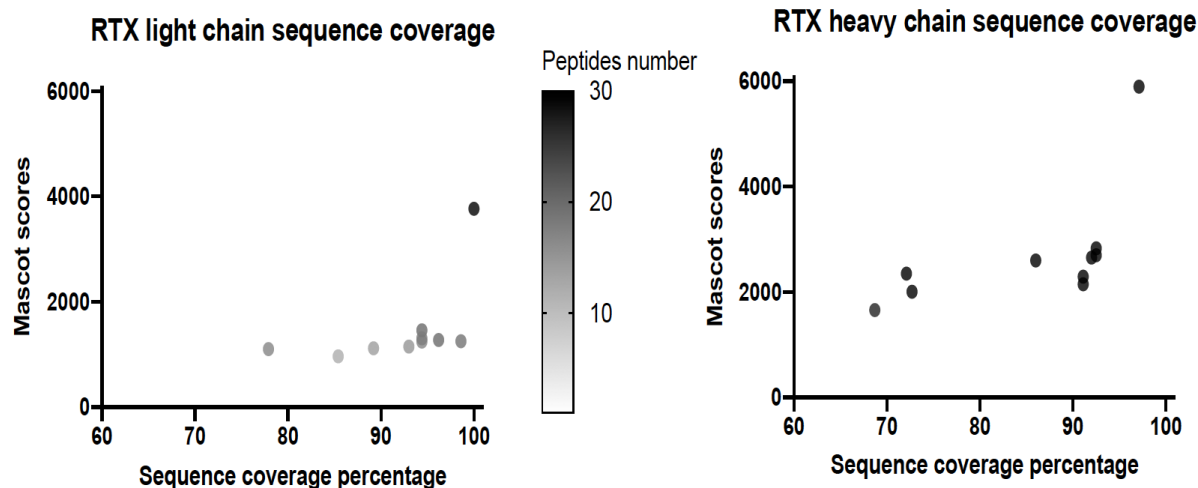 RTX light chain sequence coverage
6000
4000
2000
0
60 70 80 90 100
Mascot scores
Sequence coverage percentage
Peptides number
30
20
10
RTX heavy chain sequence coverage
6000
4000
2000
0
60 70 80 90 100
Mascot scores
Sequence coverage percentage